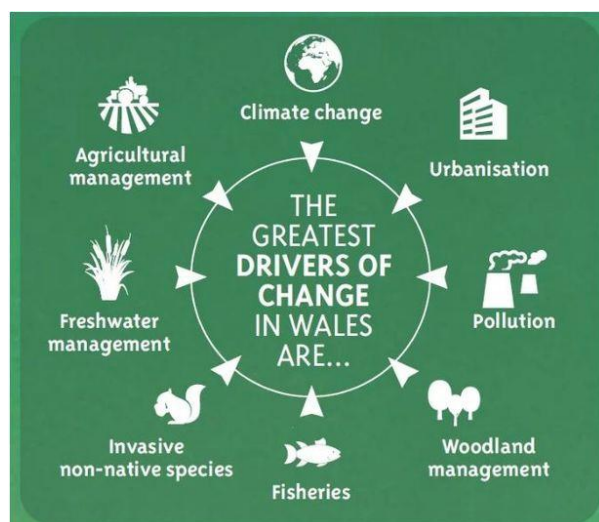 Climate change
Urbanisation
Pollution
Woodland
management
Fisheries
Invasive
non-native species
Freshwater
management
Agricultural
management
THE
GREATEST
DRIVERS OF
CHANGE
IN WALES
ARE...